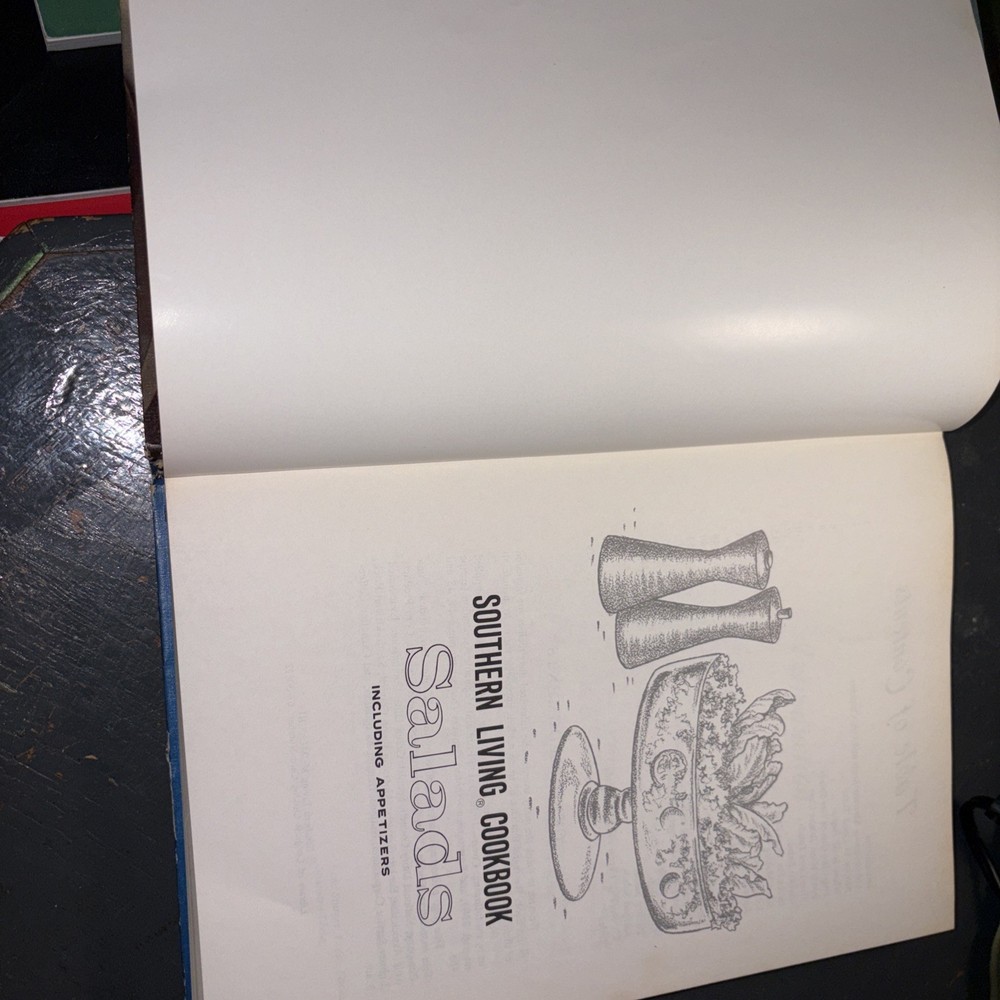 SOUTHERN LIVING® COOKBOOK
Salads
INCLUDING APPETIZERS